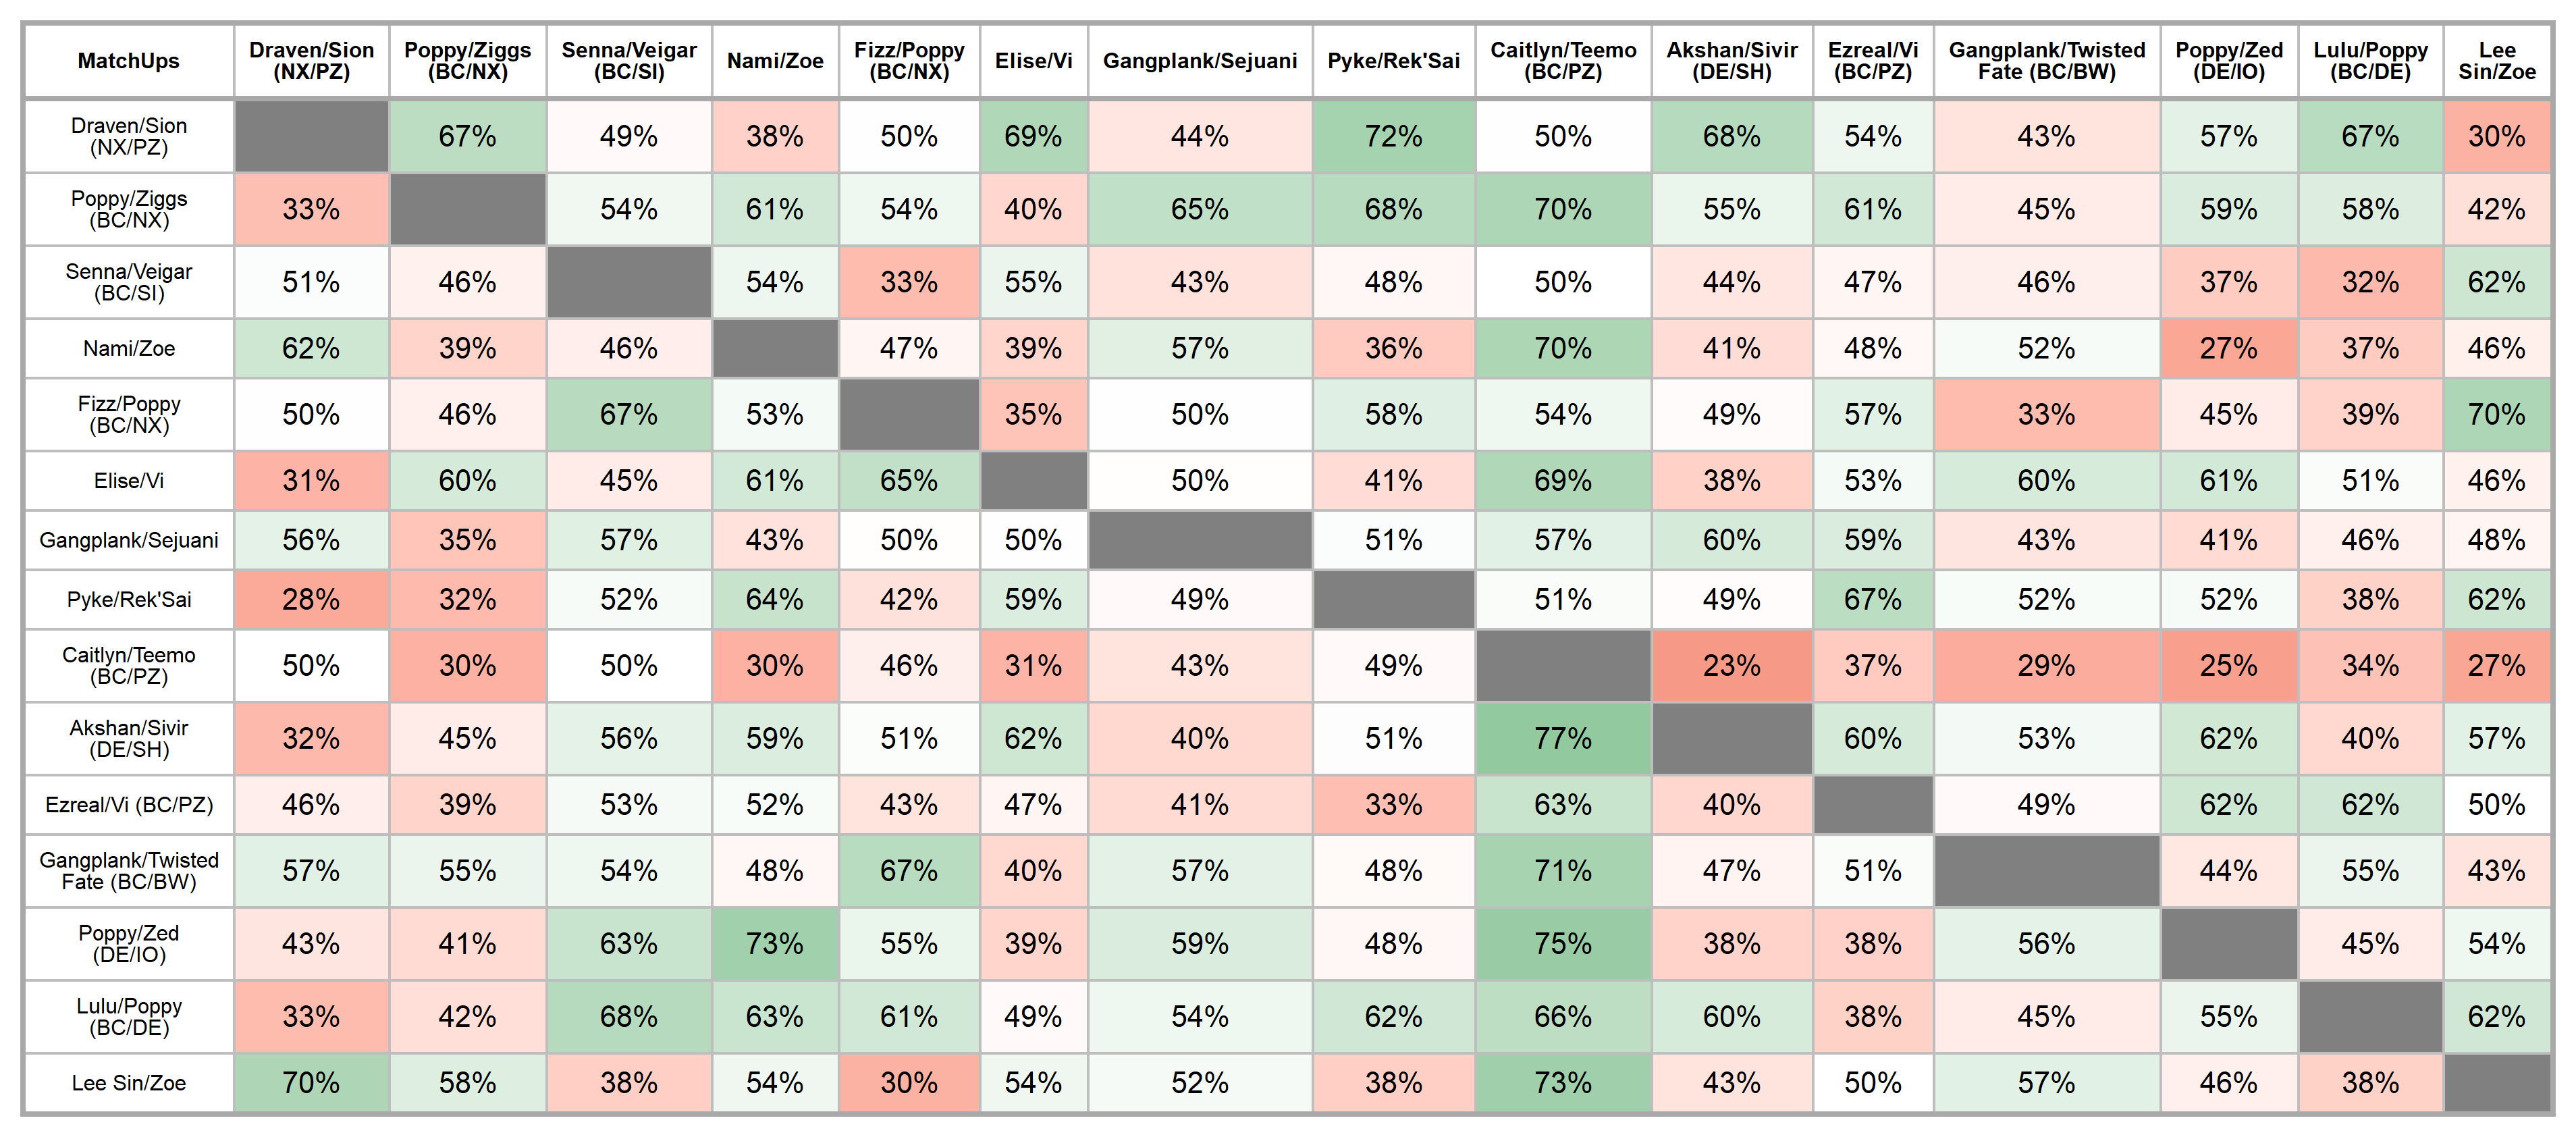 MatchUps Draven/Sion (NX/PZ) Poppy/Ziggs (BC/NX) Senna/Veigar (BC/SI) Nami/Zoe Fizz/Poppy (BC/NX) Elise/Vi Gangplank/Sejuani Pyke/Rek'Sai Caitlyn/Teemo (BC/PZ) Akshan/Sivir (DE/SH) Ezreal/Vi (BC/PZ) Gangplank/Twisted Fate (BC/BW) Poppy/Zed (DE/IO) Lulu/Poppy (BC/DE) Lee Sin/Zoe
Draven/Sion (NX/PZ) 67% 49% 38% 50% 69% 44% 72% 50% 68% 54% 43% 57% 67% 30%
Poppy/Ziggs (BC/NX) 33% 54% 61% 54% 40% 65% 68% 70% 55% 61% 45% 59% 58% 42%
Senna/Veigar (BC/SI) 51% 46% 54% 33% 55% 43% 48% 50% 44% 47% 46% 37% 32% 62%
Nami/Zoe 62% 39% 46% 47% 39% 57% 36% 70% 41% 48% 52% 27% 37% 46%
Fizz/Poppy (BC/NX) 50% 46% 67% 53% 35% 50% 58% 54% 49% 57% 33% 45% 39% 70%
Elise/Vi 31% 60% 45% 61% 65% 50% 41% 69% 38% 53% 60% 61% 51% 46%
Gangplank/Sejuani 56% 35% 57% 43% 50% 50% 51% 57% 60% 59% 43% 41% 46% 48%
Pyke/Rek'Sai 28% 32% 52% 64% 42% 59% 49% 51% 49% 67% 52% 52% 38% 62%
Caitlyn/Teemo (BC/PZ) 50% 30% 50% 30% 46% 31% 43% 49% 23% 37% 29% 25% 34% 27%
Akshan/Sivir (DE/SH) 32% 45% 56% 59% 51% 62% 40% 51% 77% 60% 53% 62% 40% 57%
Ezreal/Vi (BC/PZ) 46% 39% 53% 52% 43% 47% 41% 33% 63% 40% 49% 62% 62% 50%
Gangplank/Twisted Fate (BC/BW) 57% 55% 54% 48% 67% 40% 57% 48% 71% 47% 51% 44% 55% 43%
Poppy/Zed (DE/IO) 43% 41% 63% 73% 55% 39% 59% 48% 75% 38% 38% 56% 45% 54%
Lulu/Poppy (BC/DE) 33% 42% 68% 63% 61% 49% 54% 62% 66% 60% 38% 45% 55% 62%
Lee Sin/Zoe 70% 58% 38% 54% 30% 54% 52% 38% 73% 43% 50% 57% 46% 38%